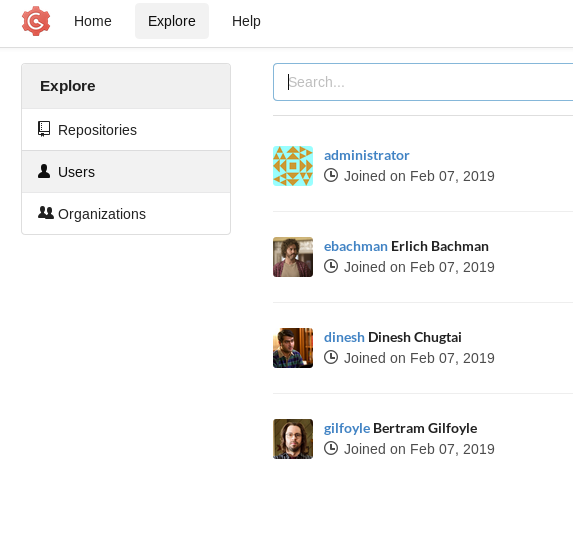 Home Explore Help
Explore
Repositories
Users
Organizations
Search...
administrator
Joined on Feb 07, 2019
ebachman Erlich Bachman
Joined on Feb 07, 2019
dinesh Dinesh Chugtai
Joined on Feb 07, 2019
gilfoyle Bertram Gilfoyle
Joined on Feb 07, 2019